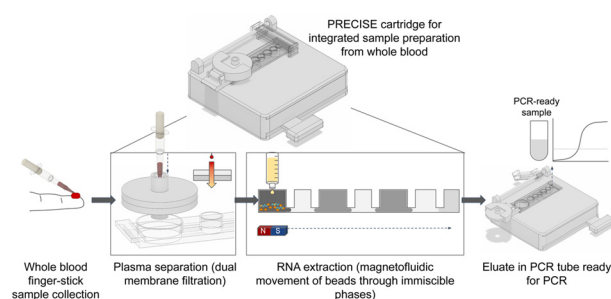 PRECISE cartridge for
integrated sample preparation
from whole blood
PCR-ready
sample
N S
Whole blood
finger-stick
sample collection
Plasma separation (dual
membrane filtration)
RNA extraction (magnetofluidic
movement of beads through immiscible
phases)
Eluate in PCR tube ready
for PCR